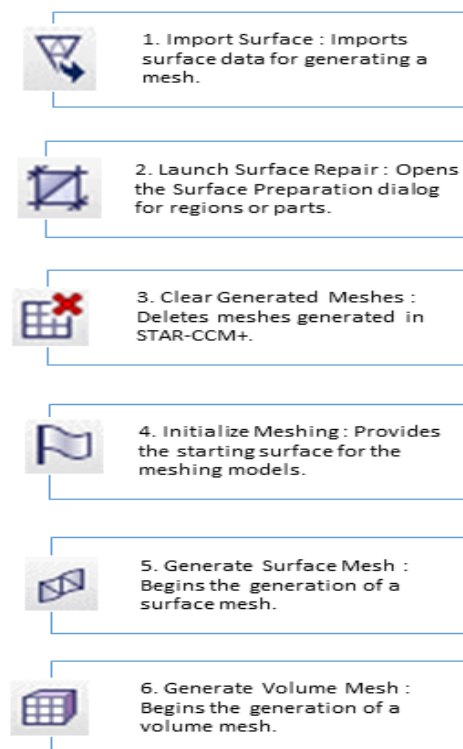 1. Import Surface : Imports
surface data for generating a
mesh.
2. Launch Surface Repair : Opens
the Surface Preparation dialog
for regions or parts.
3. Clear Generated Meshes :
Deletes meshes generated in
STAR-CCM+.
4. Initialize Meshing : Provides
the starting surface for the
meshing models.
5. Generate Surface Mesh :
Begins the generation of a
surface mesh.
6. Generate Volume Mesh :
Begins the generation of a
volume mesh.